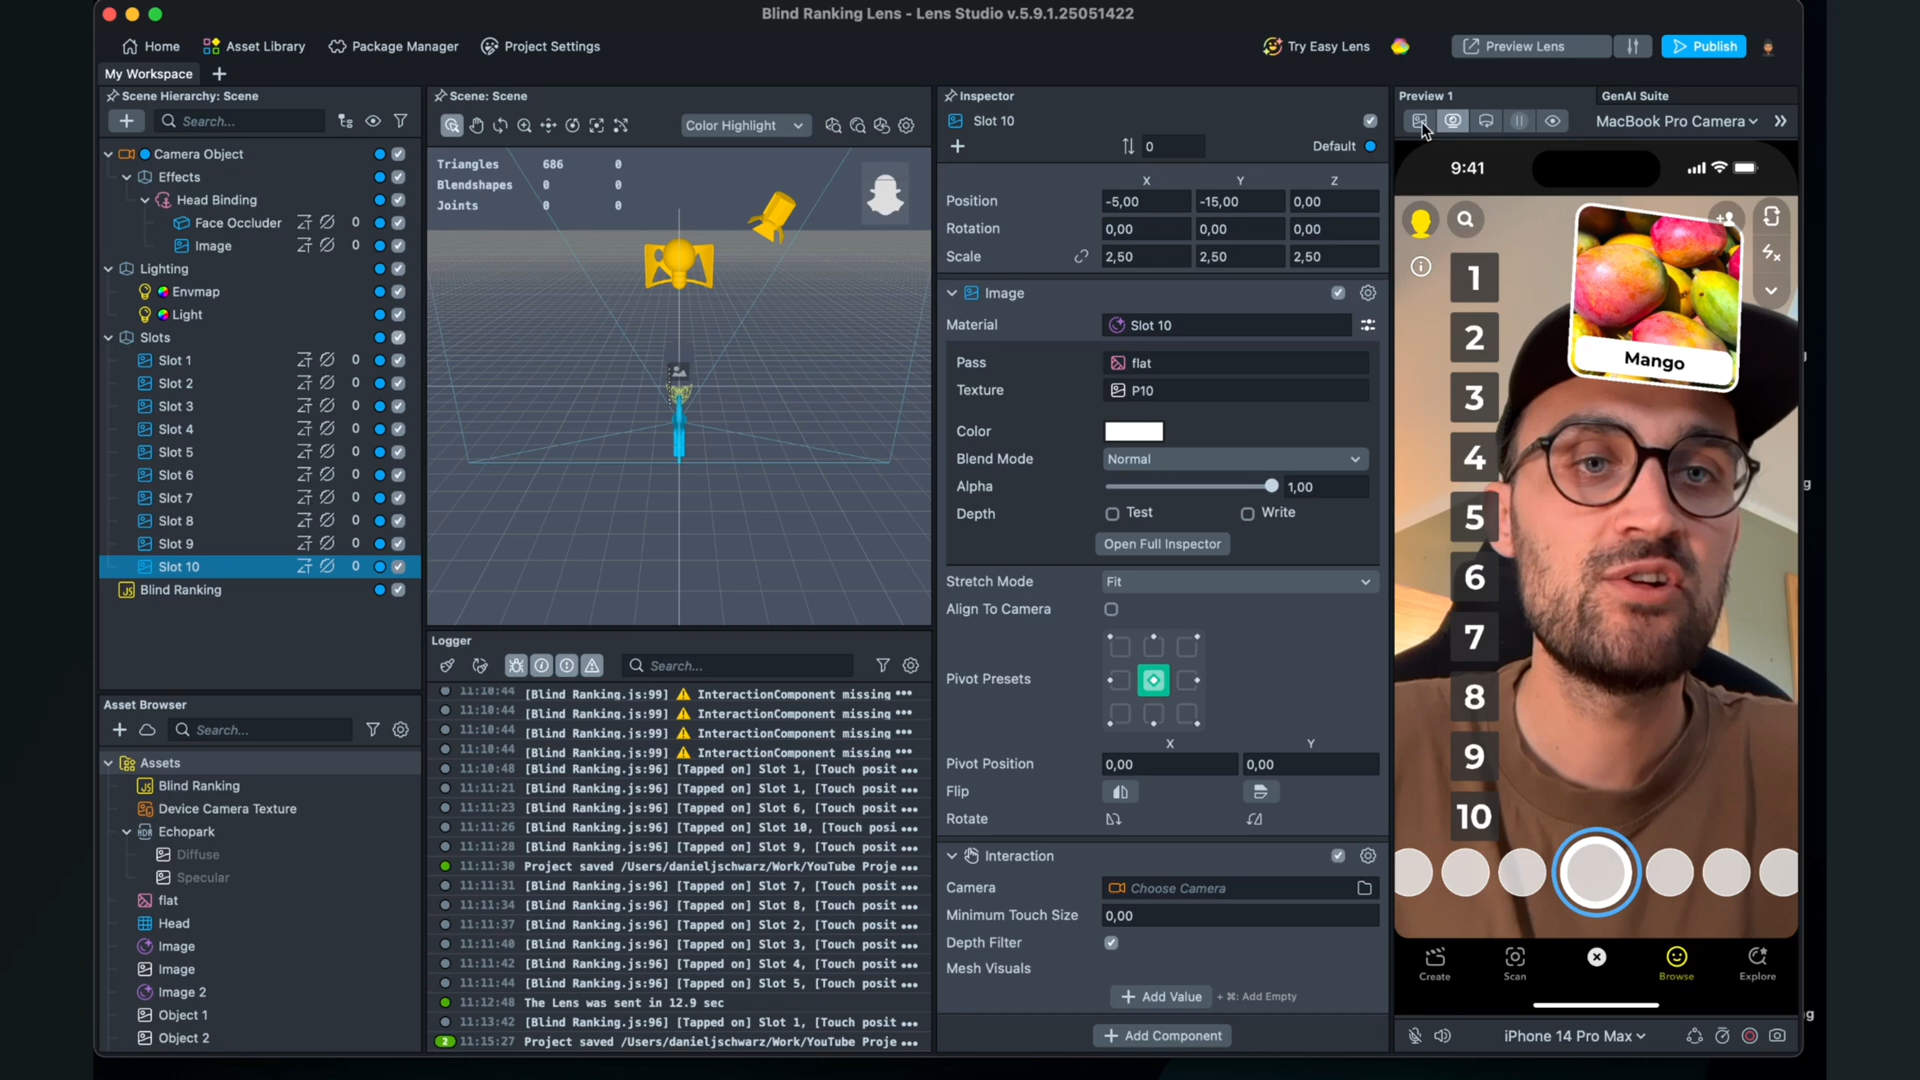 Blind Ranking Lens - Lens Studio v.5.9.1.25051422
Home
Asset Library
Package Manager
Project Settings
Try Easy Lens
Preview Lens
Publish
My Workspace
Scene Hierarchy: Scene
Search...
Camera Object
Effects
Head Binding
Face Occluder 0
Image 0
Lighting
Envmap
Light
Slots
Slot 1 0
Slot 2 0
Slot 3 0
Slot 4 0
Slot 5 0
Slot 6 0
Slot 7 0
Slot 8 0
Slot 9 0
Slot 10 0
JS Blind Ranking
Asset Browser
Search...
Assets
JS Blind Ranking
Device Camera Texture
HDR Echopark
Diffuse
Specular
flat
Head
Image
Image
Image 2
Object 1
Object 2
Scene: Scene
Color Highlight
Triangles 686 0
Blendshapes 0 0
Joints 0 0
Logger
Search...
11:10:44 [Blind Ranking.js:99] InteractionComponent missing •••
11:10:44 [Blind Ranking.js:99] InteractionComponent missing •••
11:10:44 [Blind Ranking.js:99] InteractionComponent missing •••
11:10:44 [Blind Ranking.js:99] InteractionComponent missing •••
11:10:48 [Blind Ranking.js:96] [Tapped on] Slot 1, [Touch posit •••
11:11:21 [Blind Ranking.js:96] [Tapped on] Slot 1, [Touch posit •••
11:11:23 [Blind Ranking.js:96] [Tapped on] Slot 6, [Touch posit •••
11:11:26 [Blind Ranking.js:96] [Tapped on] Slot 10, [Touch posi •••
11:11:28 [Blind Ranking.js:96] [Tapped on] Slot 9, [Touch posit •••
11:11:30 Project saved /Users/danieljschwarz/Work/YouTube Proje •••
11:11:31 [Blind Ranking.js:96] [Tapped on] Slot 7, [Touch posit •••
11:11:34 [Blind Ranking.js:96] [Tapped on] Slot 8, [Touch posit •••
11:11:37 [Blind Ranking.js:96] [Tapped on] Slot 2, [Touch posit •••
11:11:40 [Blind Ranking.js:96] [Tapped on] Slot 3, [Touch posit •••
11:11:42 [Blind Ranking.js:96] [Tapped on] Slot 4, [Touch posit •••
11:11:44 [Blind Ranking.js:96] [Tapped on] Slot 5, [Touch posit •••
11:12:48 The Lens was sent in 12.9 sec
11:13:42 [Blind Ranking.js:96] [Tapped on] Slot 1, [Touch posit •••
2 11:15:27 Project saved /Users/danieljschwarz/Work/YouTube Proje •••
Inspector
Slot 10
0
Default
X Y Z
Position -5,00 -15,00 0,00
Rotation 0,00 0,00 0,00
Scale 2,50 2,50 2,50
Image
Material Slot 10
Pass flat
Texture P10
Color
Blend Mode Normal
Alpha 1,00
Depth Test Write
Open Full Inspector
Stretch Mode Fit
Align To Camera
Pivot Presets
X Y
Pivot Position 0,00 0,00
Flip
Rotate
Interaction
Camera Choose Camera
Minimum Touch Size 0,00
Depth Filter
Mesh Visuals
+ Add Value + ⌘: Add Empty
+ Add Component
Preview 1
GenAI Suite
MacBook Pro Camera
9:41
Mango
1
2
3
4
5
6
7
8
9
10
Create
Scan
Browse
Explore
iPhone 14 Pro Max